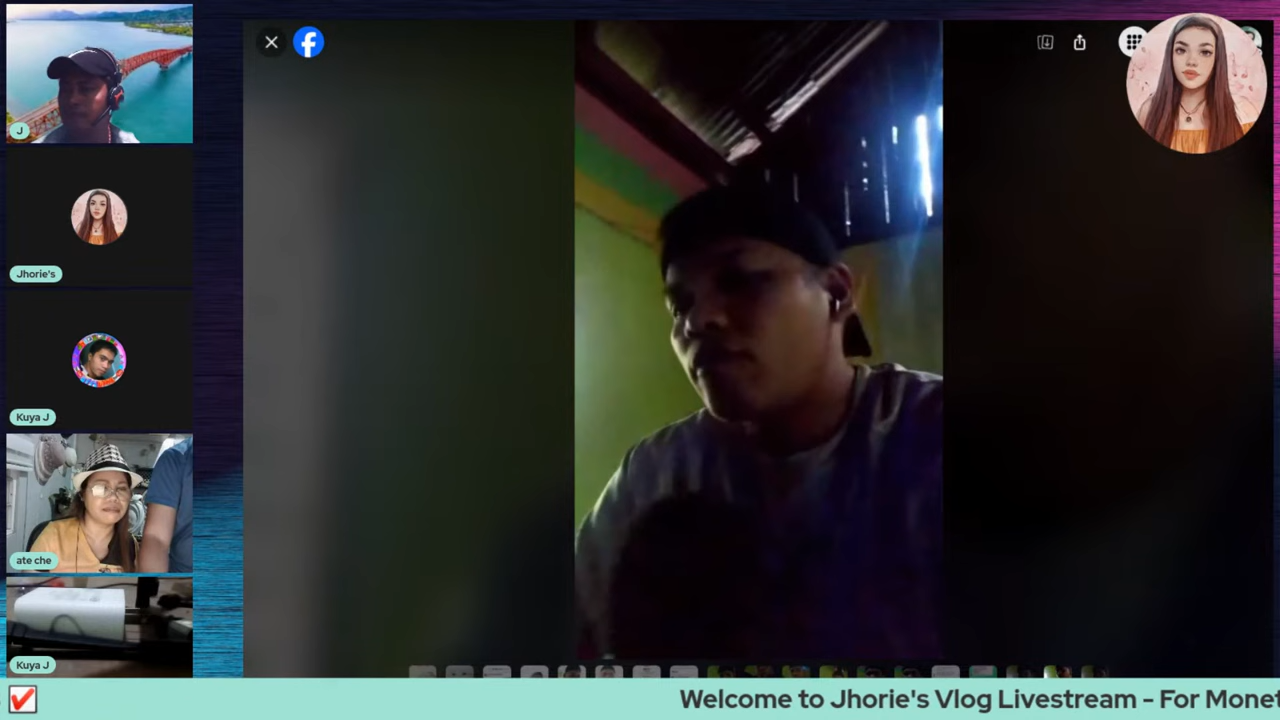 J
Jhorie's
Kuya J
ate che
Kuya J
Welcome to Jhorie's Vlog Livestream - For Monet